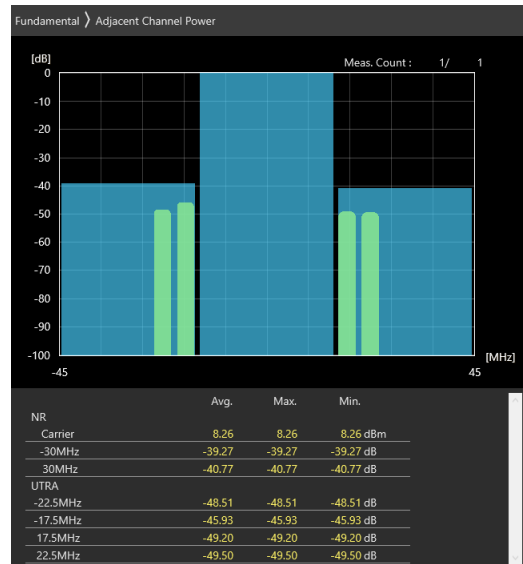 Fundamental 〉 Adjacent Channel Power
[dB]
Meas. Count : 1/ 1
0
-10
-20
-30
-40
-50
-60
-70
-80
-90
-100
[MHz]
-45 45
Avg. Max. Min.
NR
Carrier 8.26 8.26 8.26 dBm
-30MHz -39.27 -39.27 -39.27 dB
30MHz -40.77 -40.77 -40.77 dB
UTRA
-22.5MHz -48.51 -48.51 -48.51 dB
-17.5MHz -45.93 -45.93 -45.93 dB
17.5MHz -49.20 -49.20 -49.20 dB
22.5MHz -49.50 -49.50 -49.50 dB